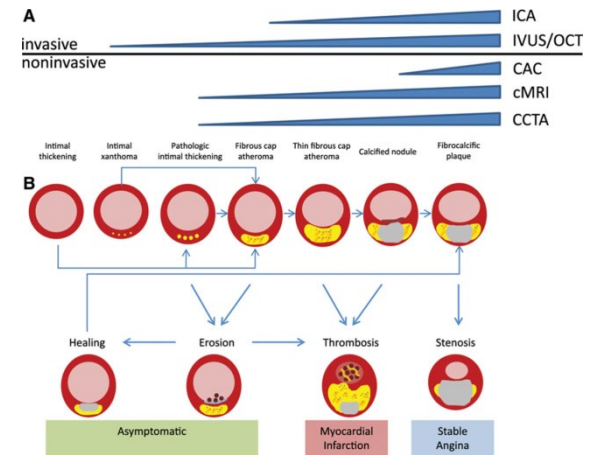 A
ICA
invasive
IVUS/OCT
noninvasive
CAC
cMRI
CCTA
Intimal
thickening
Intimal
xanthoma
Pathologic
intimal thickening
Fibrous cap
atheroma
Thin fibrous cap
atheroma
Calcified nodule
Fibrocalcific
plaque
B
Healing
Erosion
Thrombosis
Stenosis
Asymptomatic
Myocardial
Infarction
Stable
Angina